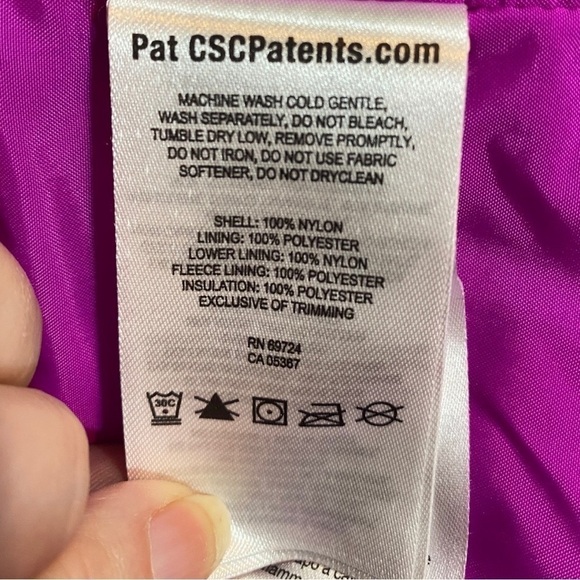 Pat CSCPatents.com
MACHINE WASH COLD GENTLE,
WASH SEPARATELY, DO NOT BLEACH,
TUMBLE DRY LOW, REMOVE PROMPTLY,
DO NOT IRON, DO NOT USE FABRIC
SOFTENER, DO NOT DRYCLEAN
SHELL: 100% NYLON
LINING: 100% POLYESTER
LOWER LINING: 100% NYLON
FLEECE LINING: 100% POLYESTER
INSULATION: 100% POLYESTER
EXCLUSIVE OF TRIMMING
RN 69724
CA 05367
30C